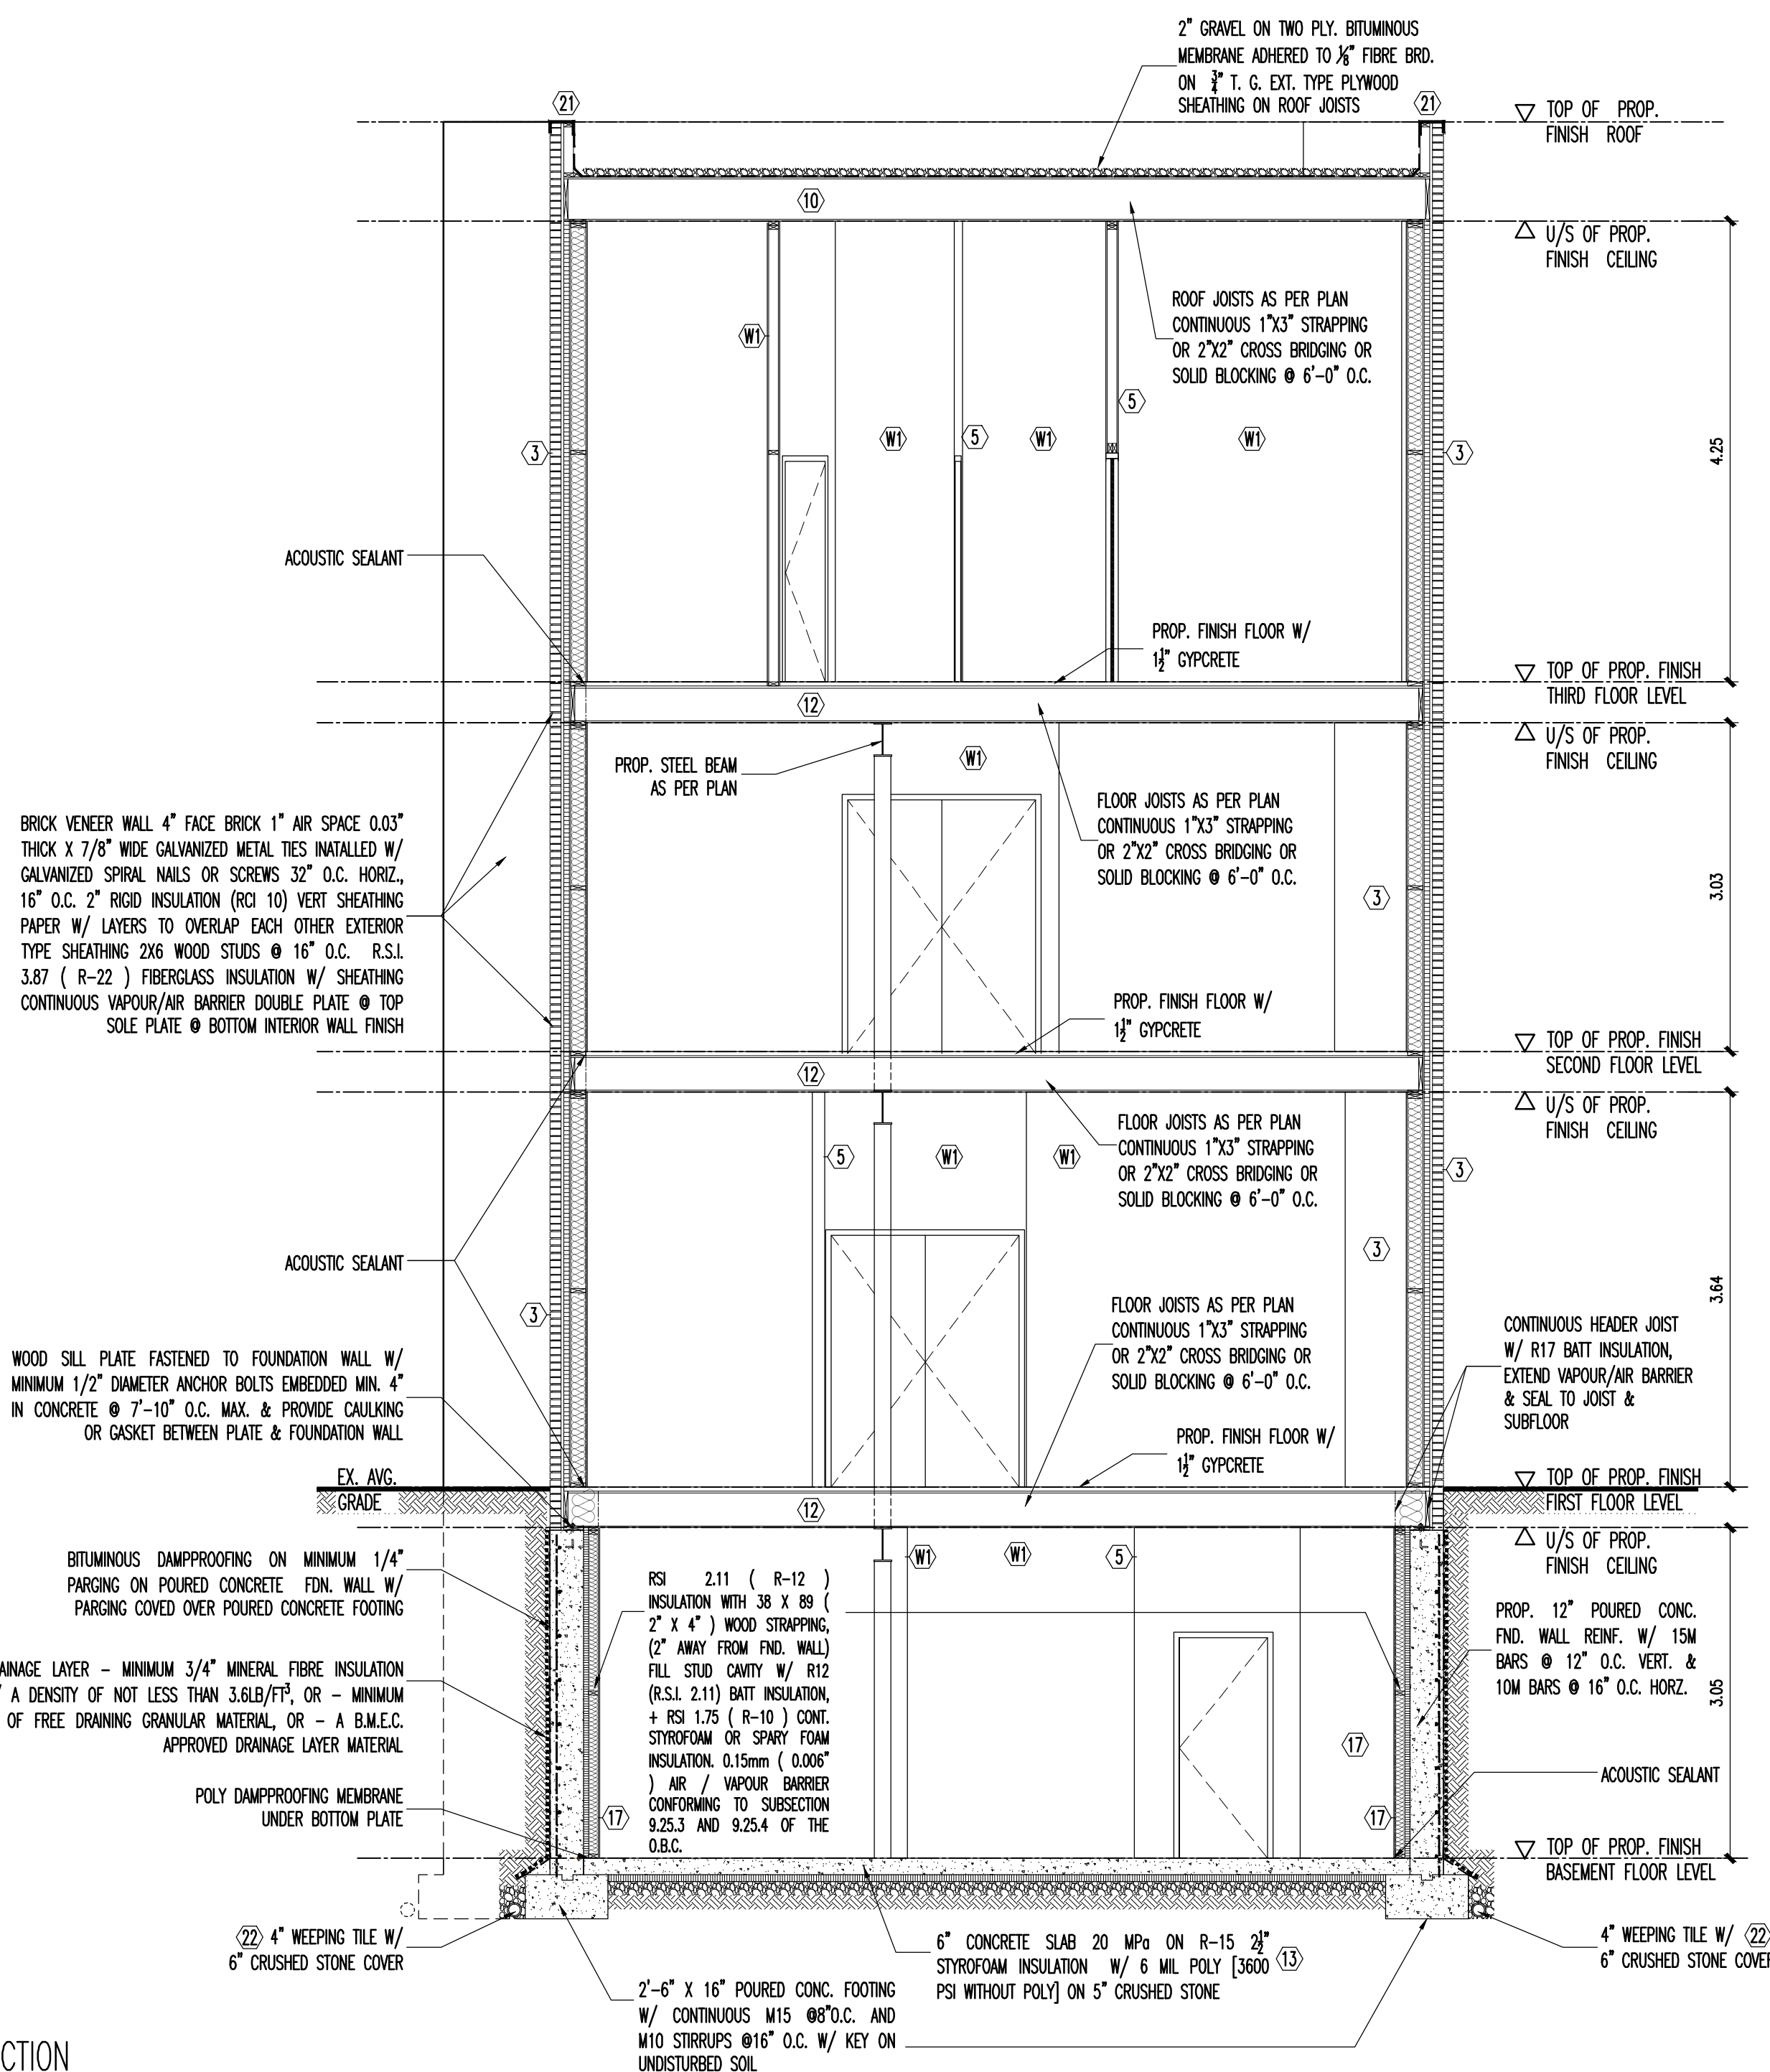 2" GRAVEL ON TWO PLY. BITUMINOUS
MEMBRANE ADHERED TO 1/8" FIBRE BRD.
ON 3/4" T. G. EXT. TYPE PLYWOOD
SHEATHING ON ROOF JOISTS
21
21
TOP OF PROP.
FINISH ROOF
10
U/S OF PROP.
FINISH CEILING
ROOF JOISTS AS PER PLAN
CONTINUOUS 1"X3" STRAPPING
OR 2"X2" CROSS BRIDGING OR
SOLID BLOCKING @ 6'-0" O.C.
W1
5
3
W1
5
W1
W1
3
4.25
ACOUSTIC SEALANT
PROP. FINISH FLOOR W/
1 1/2" GYPCRETE
TOP OF PROP. FINISH
THIRD FLOOR LEVEL
12
U/S OF PROP.
FINISH CEILING
PROP. STEEL BEAM
AS PER PLAN
W1
FLOOR JOISTS AS PER PLAN
CONTINUOUS 1"X3" STRAPPING
OR 2"X2" CROSS BRIDGING OR
SOLID BLOCKING @ 6'-0" O.C.
3
3.03
BRICK VENEER WALL 4" FACE BRICK 1" AIR SPACE 0.03"
THICK X 7/8" WIDE GALVANIZED METAL TIES INATALLED W/
GALVANIZED SPIRAL NAILS OR SCREWS 32" O.C. HORIZ.,
16" O.C. 2" RIGID INSULATION (RCI 10) VERT SHEATHING
PAPER W/ LAYERS TO OVERLAP EACH OTHER EXTERIOR
TYPE SHEATHING 2X6 WOOD STUDS @ 16" O.C. R.S.I.
3.87 ( R-22 ) FIBERGLASS INSULATION W/ SHEATHING
CONTINUOUS VAPOUR/AIR BARRIER DOUBLE PLATE @ TOP
SOLE PLATE @ BOTTOM INTERIOR WALL FINISH
PROP. FINISH FLOOR W/
1 1/2" GYPCRETE
TOP OF PROP. FINISH
SECOND FLOOR LEVEL
12
U/S OF PROP.
FINISH CEILING
FLOOR JOISTS AS PER PLAN
CONTINUOUS 1"X3" STRAPPING
OR 2"X2" CROSS BRIDGING OR
SOLID BLOCKING @ 6'-0" O.C.
5
W1
W1
3
3
3.64
ACOUSTIC SEALANT
3
FLOOR JOISTS AS PER PLAN
CONTINUOUS 1"X3" STRAPPING
OR 2"X2" CROSS BRIDGING OR
SOLID BLOCKING @ 6'-0" O.C.
CONTINUOUS HEADER JOIST
W/ R17 BATT INSULATION,
EXTEND VAPOUR/AIR BARRIER
& SEAL TO JOIST &
SUBFLOOR
WOOD SILL PLATE FASTENED TO FOUNDATION WALL W/
MINIMUM 1/2" DIAMETER ANCHOR BOLTS EMBEDDED MIN. 4"
IN CONCRETE @ 7'-10" O.C. MAX. & PROVIDE CAULKING
OR GASKET BETWEEN PLATE & FOUNDATION WALL
PROP. FINISH FLOOR W/
1 1/2" GYPCRETE
EX. AVG.
GRADE
TOP OF PROP. FINISH
FIRST FLOOR LEVEL
12
U/S OF PROP.
FINISH CEILING
W1
W1
5
BITUMINOUS DAMPPROOFING ON MINIMUM 1/4"
PARGING ON POURED CONCRETE FDN. WALL W/
PARGING COVED OVER POURED CONCRETE FOOTING
RSI 2.11 ( R-12 )
INSULATION WITH 38 X 89 (
2" X 4" ) WOOD STRAPPING,
(2" AWAY FROM FND. WALL)
FILL STUD CAVITY W/ R12
(R.S.I. 2.11) BATT INSULATION,
+ RSI 1.75 ( R-10 ) CONT.
STYROFOAM OR SPARY FOAM
INSULATION. 0.15mm ( 0.006"
) AIR / VAPOUR BARRIER
CONFORMING TO SUBSECTION
9.25.3 AND 9.25.4 OF THE
O.B.C.
PROP. 12" POURED CONC.
FND. WALL REINF. W/ 15M
BARS @ 12" O.C. VERT. &
10M BARS @ 16" O.C. HORZ.
3.05
AINAGE LAYER - MINIMUM 3/4" MINERAL FIBRE INSULATION
A DENSITY OF NOT LESS THAN 3.6LB/FT³, OR - MINIMUM
OF FREE DRAINING GRANULAR MATERIAL, OR - A B.M.E.C.
APPROVED DRAINAGE LAYER MATERIAL
POLY DAMPPROOFING MEMBRANE
UNDER BOTTOM PLATE
17
17
17
ACOUSTIC SEALANT
TOP OF PROP. FINISH
BASEMENT FLOOR LEVEL
22 4" WEEPING TILE W/
6" CRUSHED STONE COVER
6" CONCRETE SLAB 20 MPa ON R-15 2 1/2"
STYROFOAM INSULATION W/ 6 MIL POLY [3600
PSI WITHOUT POLY] ON 5" CRUSHED STONE
13
4" WEEPING TILE W/ 22
6" CRUSHED STONE COVER
2'-6" X 16" POURED CONC. FOOTING
W/ CONTINUOUS M15 @8"O.C. AND
M10 STIRRUPS @16" O.C. W/ KEY ON
UNDISTURBED SOIL
CTION